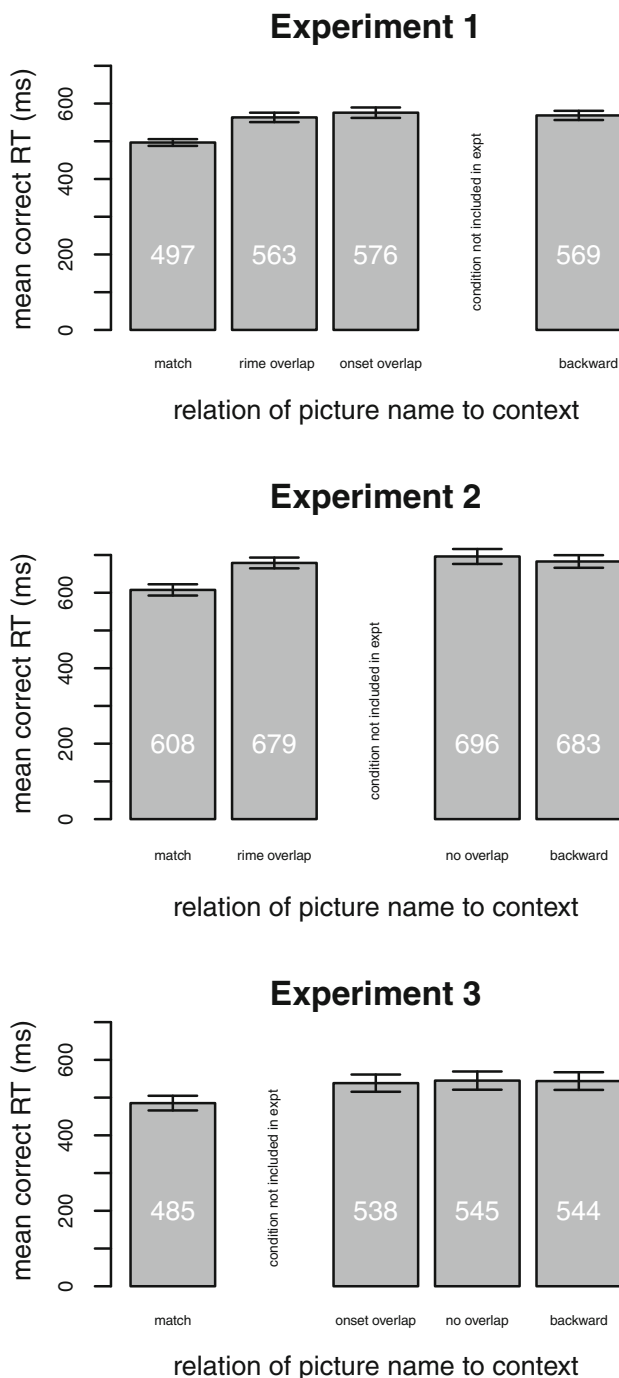 Experiment 1
mean correct RT (ms)
600
400
200
0
497
563
576
condition not included in expt
569
match
rime overlap
onset overlap
backward
relation of picture name to context
Experiment 2
mean correct RT (ms)
600
400
200
0
608
679
condition not included in expt
696
683
match
rime overlap
no overlap
backward
relation of picture name to context
Experiment 3
mean correct RT (ms)
600
400
200
0
485
condition not included in expt
538
545
544
match
onset overlap
no overlap
backward
relation of picture name to context